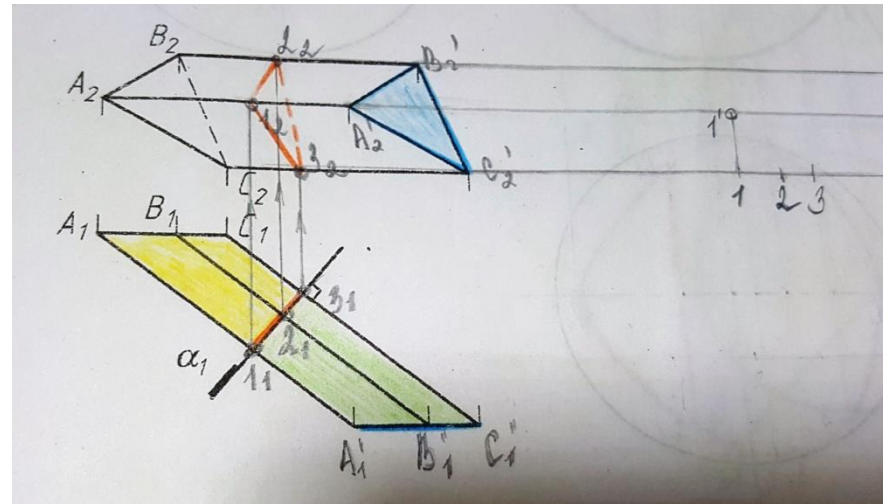 B₂ 2₂ B₂'
A₂ 1₂ A₂' 1'
C₂ 3₂ C₂' 1 2 3
A₁ B₁ C₁
3₁
2₁
α₁ 1₁
A₁' B₁' C₁'